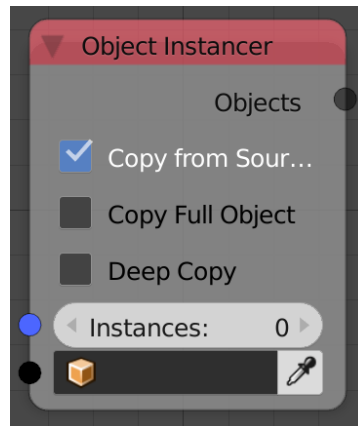 Object Instancer
Objects
Copy from Sour...
Copy Full Object
Deep Copy
Instances: 0